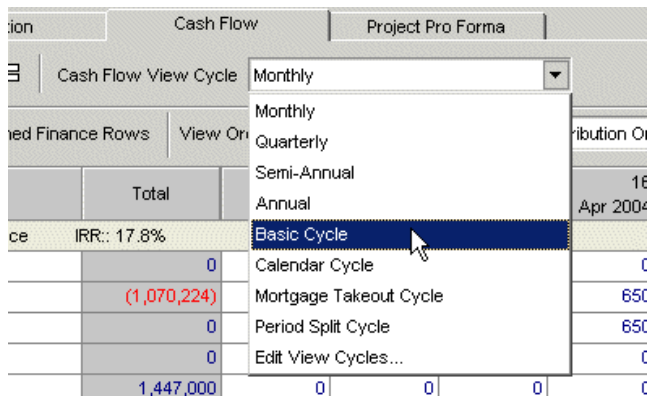 tion Cash Flow Project Pro Forma
Cash Flow View Cycle Monthly
Monthly
ned Finance Rows View Or ribution Or
Quarterly
Semi-Annual
Total 16
Annual Apr 2004
ce IRR:: 17.8% Basic Cycle
0 Calendar Cycle 0
(1,070,224) Mortgage Takeout Cycle 650
0 Period Split Cycle 650
0 Edit View Cycles... 0
1,447,000 0 0 0 0